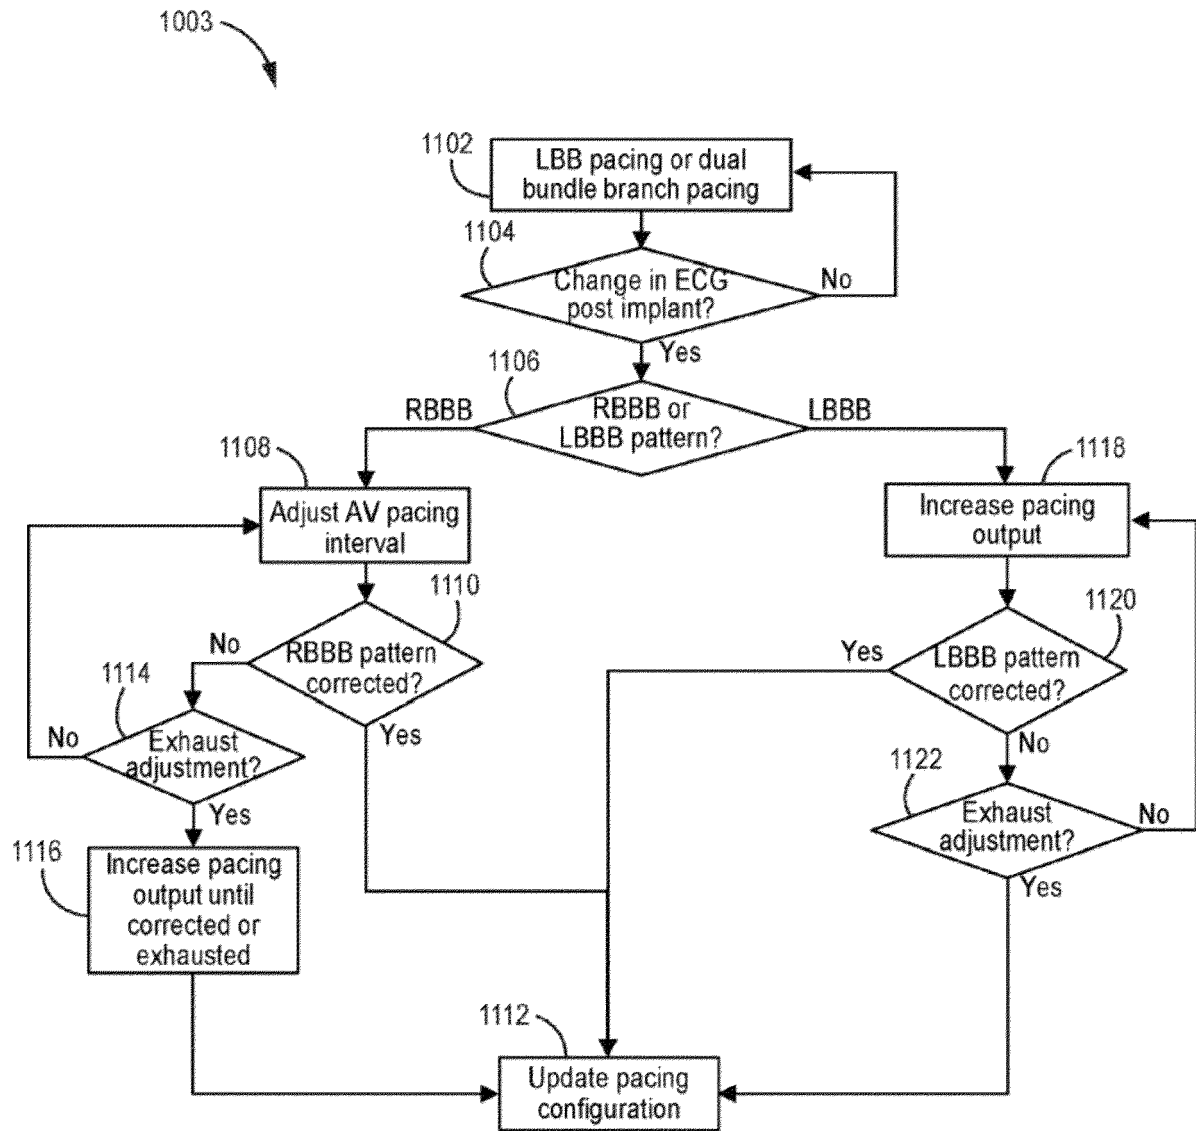 1003
1102
LBB pacing or dual
bundle branch pacing
1104
Change in ECG
post implant?
No
Yes
1106
RBBB
RBBB or
LBBB pattern?
LBBB
1108
Adjust AV pacing
interval
1118
Increase pacing
output
1110
No
RBBB pattern
corrected?
Yes
1120
Yes
LBBB pattern
corrected?
No
1114
No
Exhaust
adjustment?
Yes
1122
Exhaust
adjustment?
No
Yes
1116
Increase pacing
output until
corrected or
exhausted
1112
Update pacing
configuration